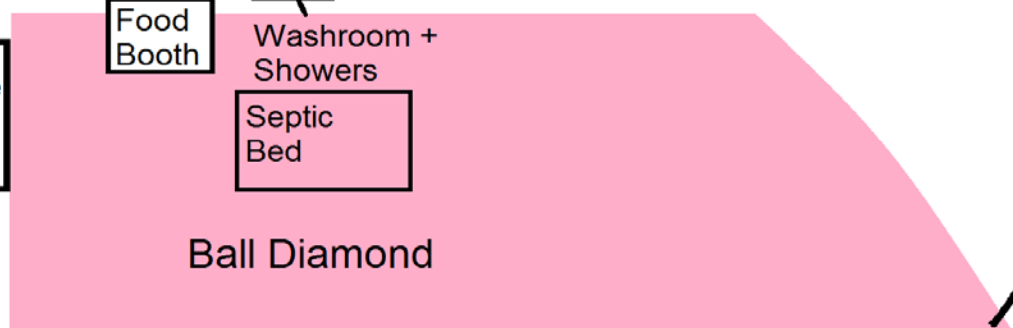 Food
Booth
Washroom +
Showers
Septic
Bed
Ball Diamond